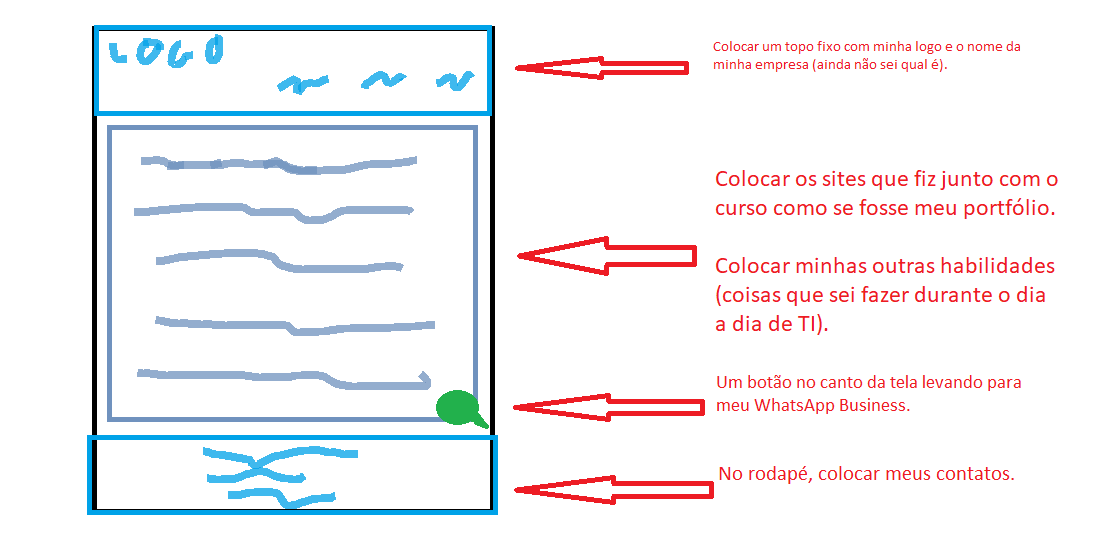 LOGO
Colocar um topo fixo com minha logo e o nome da
minha empresa (ainda não sei qual é).
Colocar os sites que fiz junto com o
curso como se fosse meu portfólio.
Colocar minhas outras habilidades
(coisas que sei fazer durante o dia
a dia de TI).
Um botão no canto da tela levando para
meu WhatsApp Business.
No rodapé, colocar meus contatos.